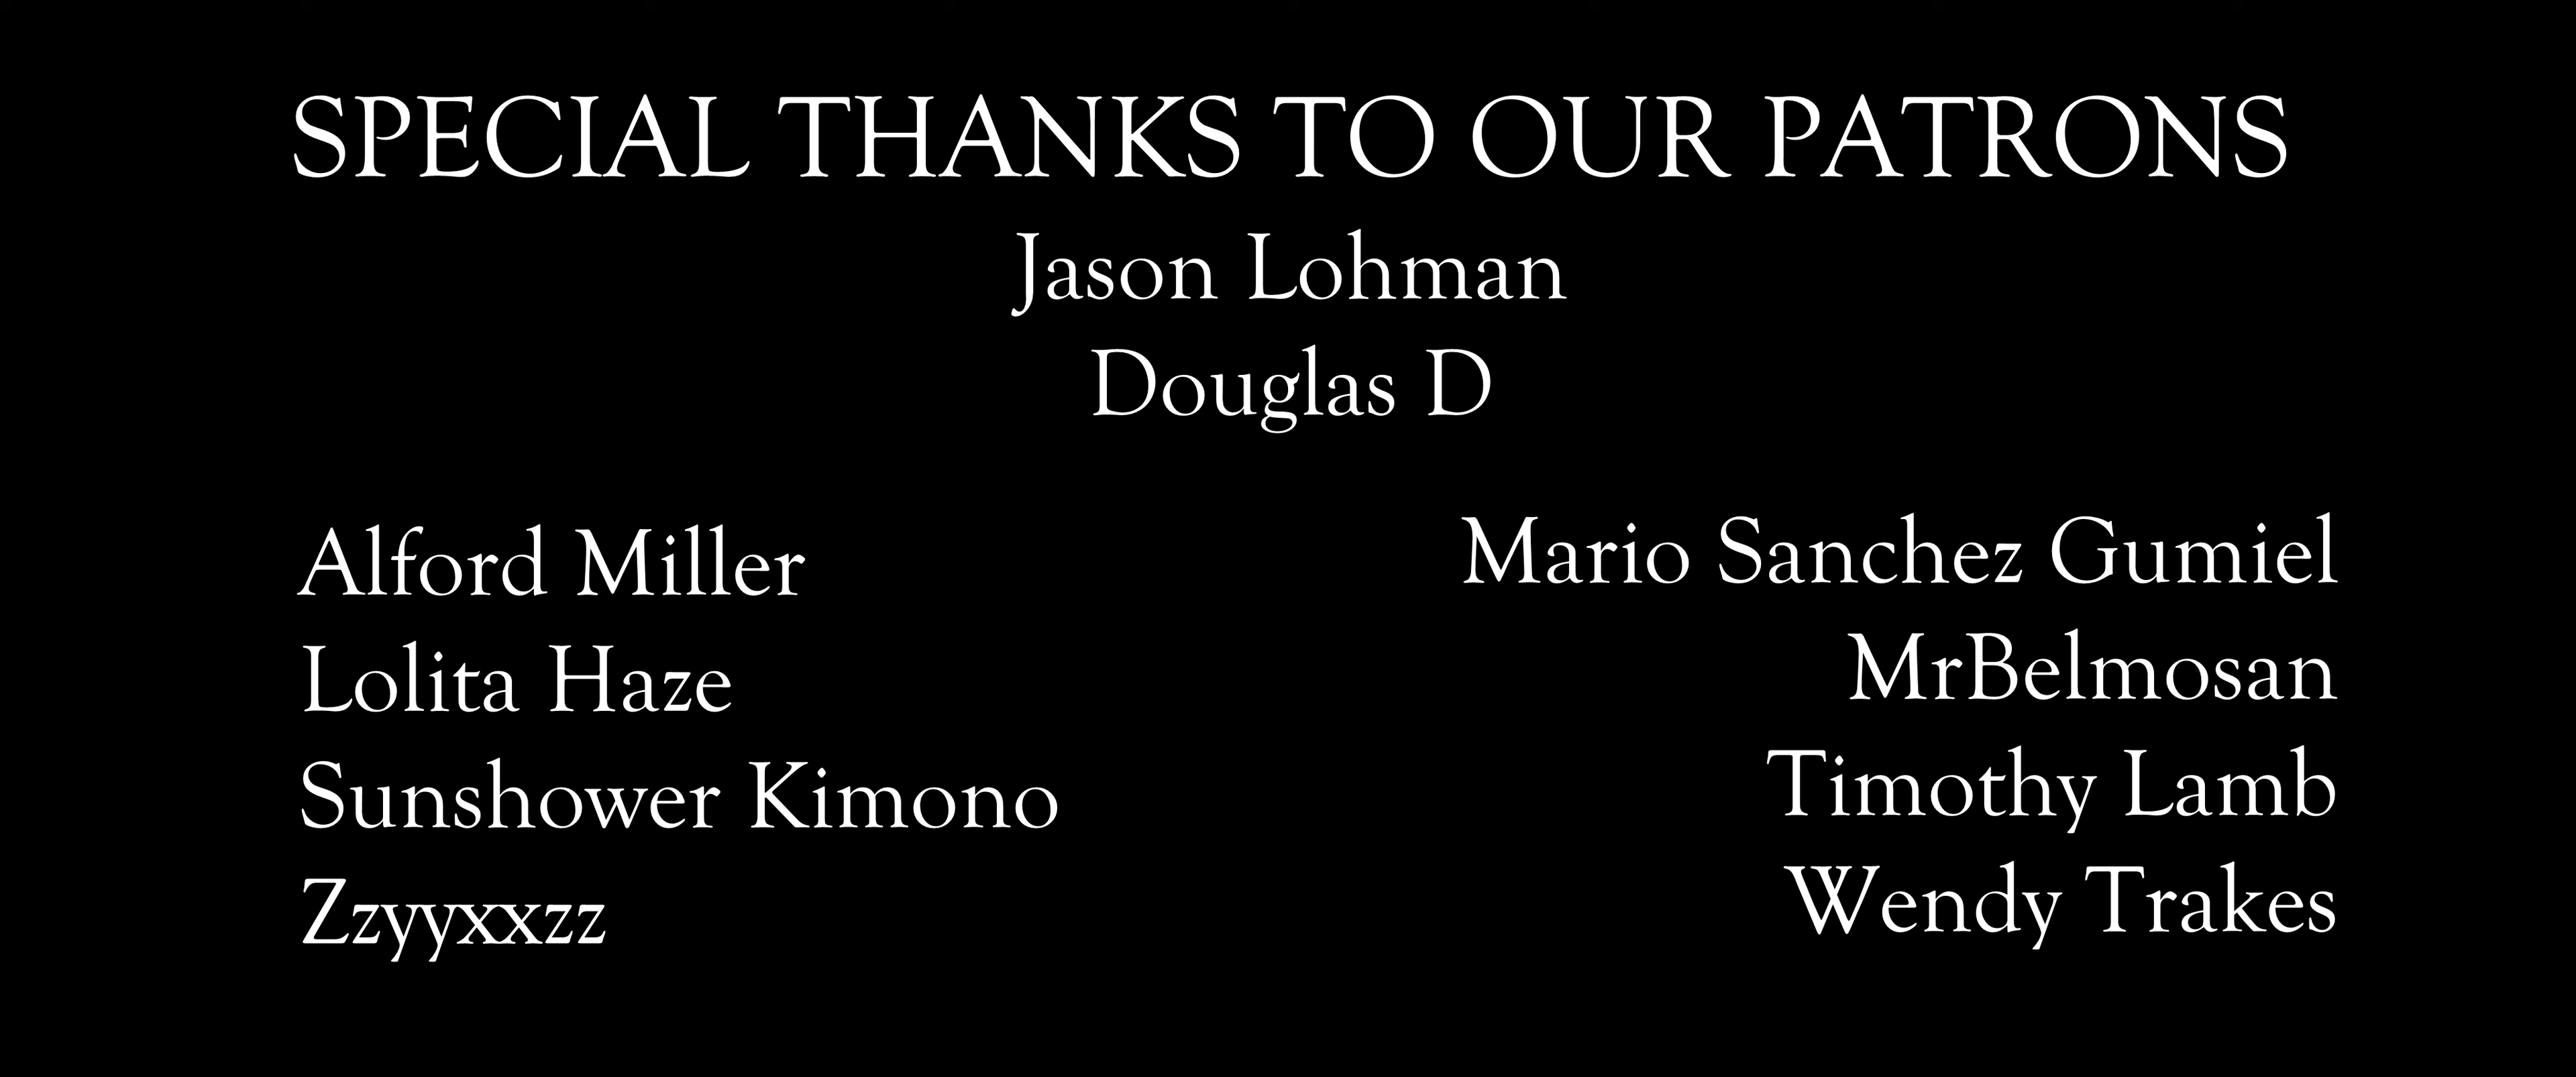 SPECIAL THANKS TO OUR PATRONS
Jason Lohman
Douglas D
Alford Miller
Lolita Haze
Sunshower Kimono
Zzyyxxzz
Mario Sanchez Gumiel
MrBelmosan
Timothy Lamb
Wendy Trakes